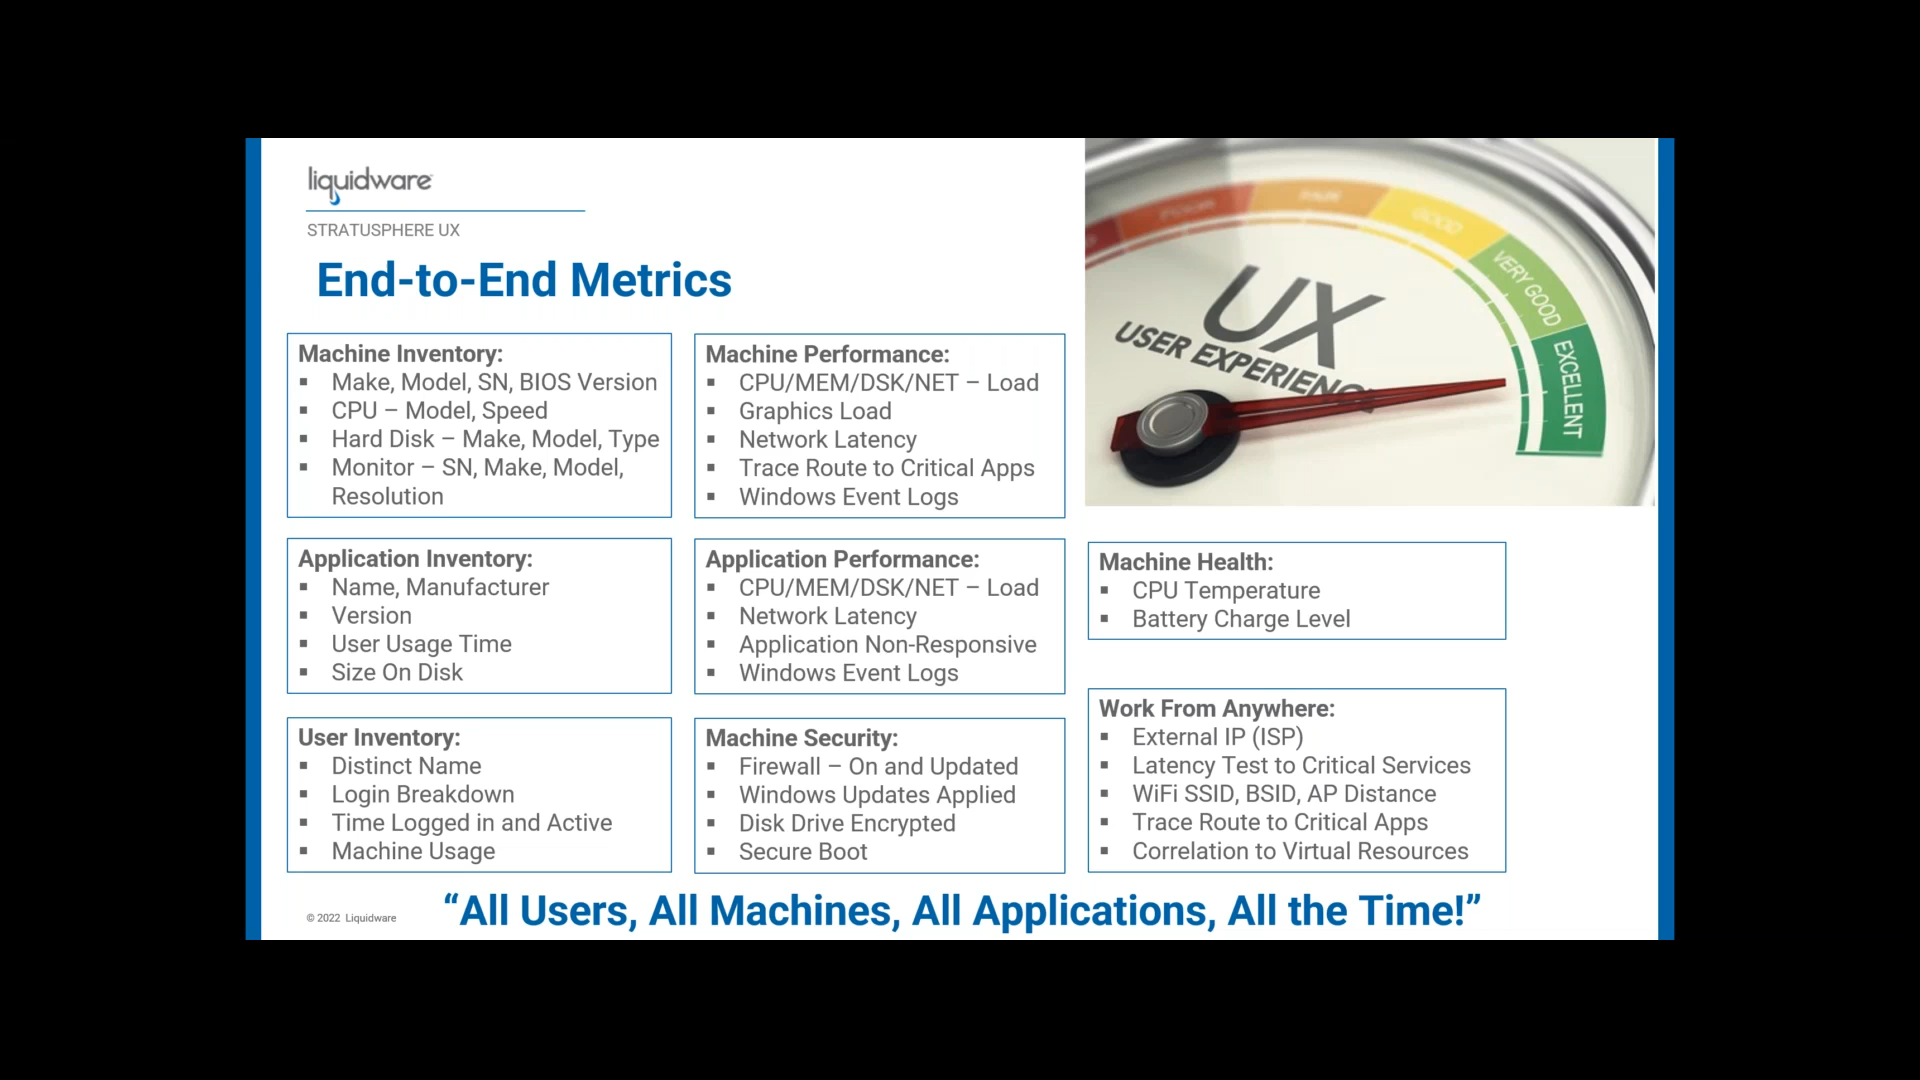 liquidware
STRATUSPHERE UX
End-to-End Metrics
Machine Inventory:
▪ Make, Model, SN, BIOS Version
▪ CPU – Model, Speed
▪ Hard Disk – Make, Model, Type
▪ Monitor – SN, Make, Model,
Resolution
Machine Performance:
▪ CPU/MEM/DSK/NET – Load
▪ Graphics Load
▪ Network Latency
▪ Trace Route to Critical Apps
▪ Windows Event Logs
POOR
FAIR
GOOD
VERY GOOD
EXCELLENT
UX
USER EXPERIENCE
Application Inventory:
▪ Name, Manufacturer
▪ Version
▪ User Usage Time
▪ Size On Disk
Application Performance:
▪ CPU/MEM/DSK/NET – Load
▪ Network Latency
▪ Application Non-Responsive
▪ Windows Event Logs
Machine Health:
▪ CPU Temperature
▪ Battery Charge Level
User Inventory:
▪ Distinct Name
▪ Login Breakdown
▪ Time Logged in and Active
▪ Machine Usage
Machine Security:
▪ Firewall – On and Updated
▪ Windows Updates Applied
▪ Disk Drive Encrypted
▪ Secure Boot
Work From Anywhere:
▪ External IP (ISP)
▪ Latency Test to Critical Services
▪ WiFi SSID, BSID, AP Distance
▪ Trace Route to Critical Apps
▪ Correlation to Virtual Resources
© 2022 Liquidware
“All Users, All Machines, All Applications, All the Time!”